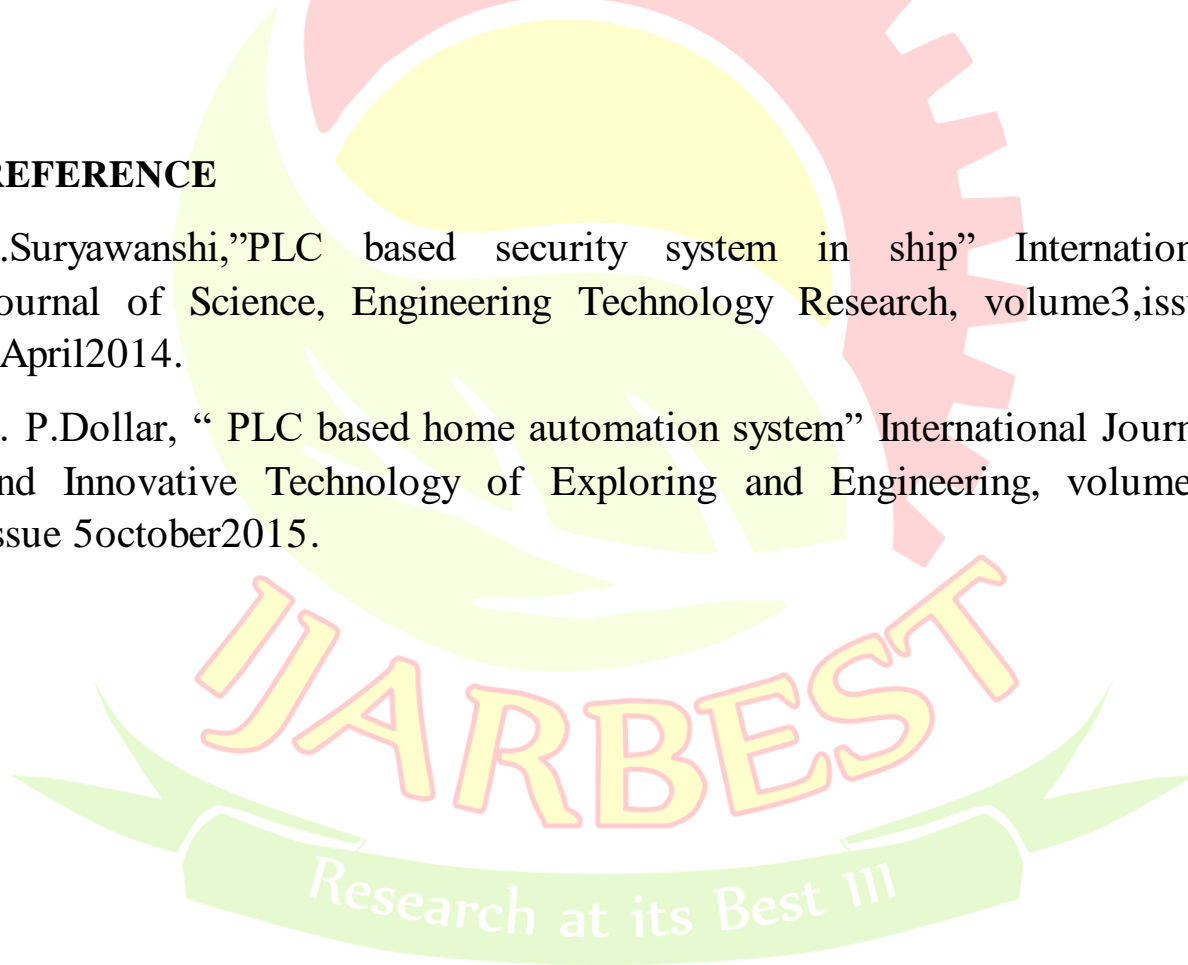 REFERENCE
.Suryawanshi,”PLC based security system in ship” Internation
ournal of Science, Engineering Technology Research, volume3,issu
April2014.
. P.Dollar, “ PLC based home automation system” International Journ
nd Innovative Technology of Exploring and Engineering, volume
ssue 5october2015.
IJARBEST
Research at its Best !!!